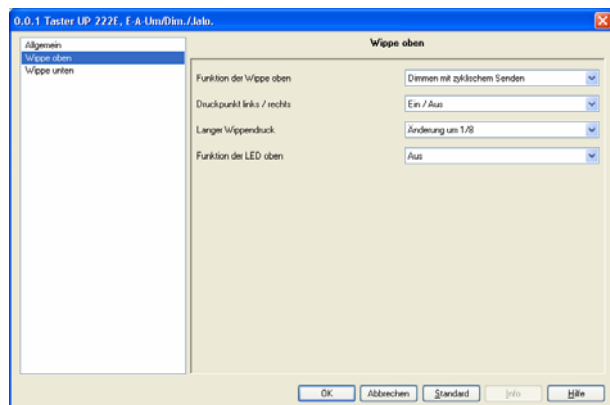 0.0.1 Taster UP 222E, E-A-Um/Dim./Jalo.
Allgemein
Wippe oben
Wippe unten
Wippe oben
Funktion der Wippe oben Dimmen mit zyklischem Senden
Druckpunkt links / rechts Ein / Aus
Langer Wippendruck Änderung um 1/8
Funktion der LED oben Aus
OK Abbrechen Standard Info Hilfe